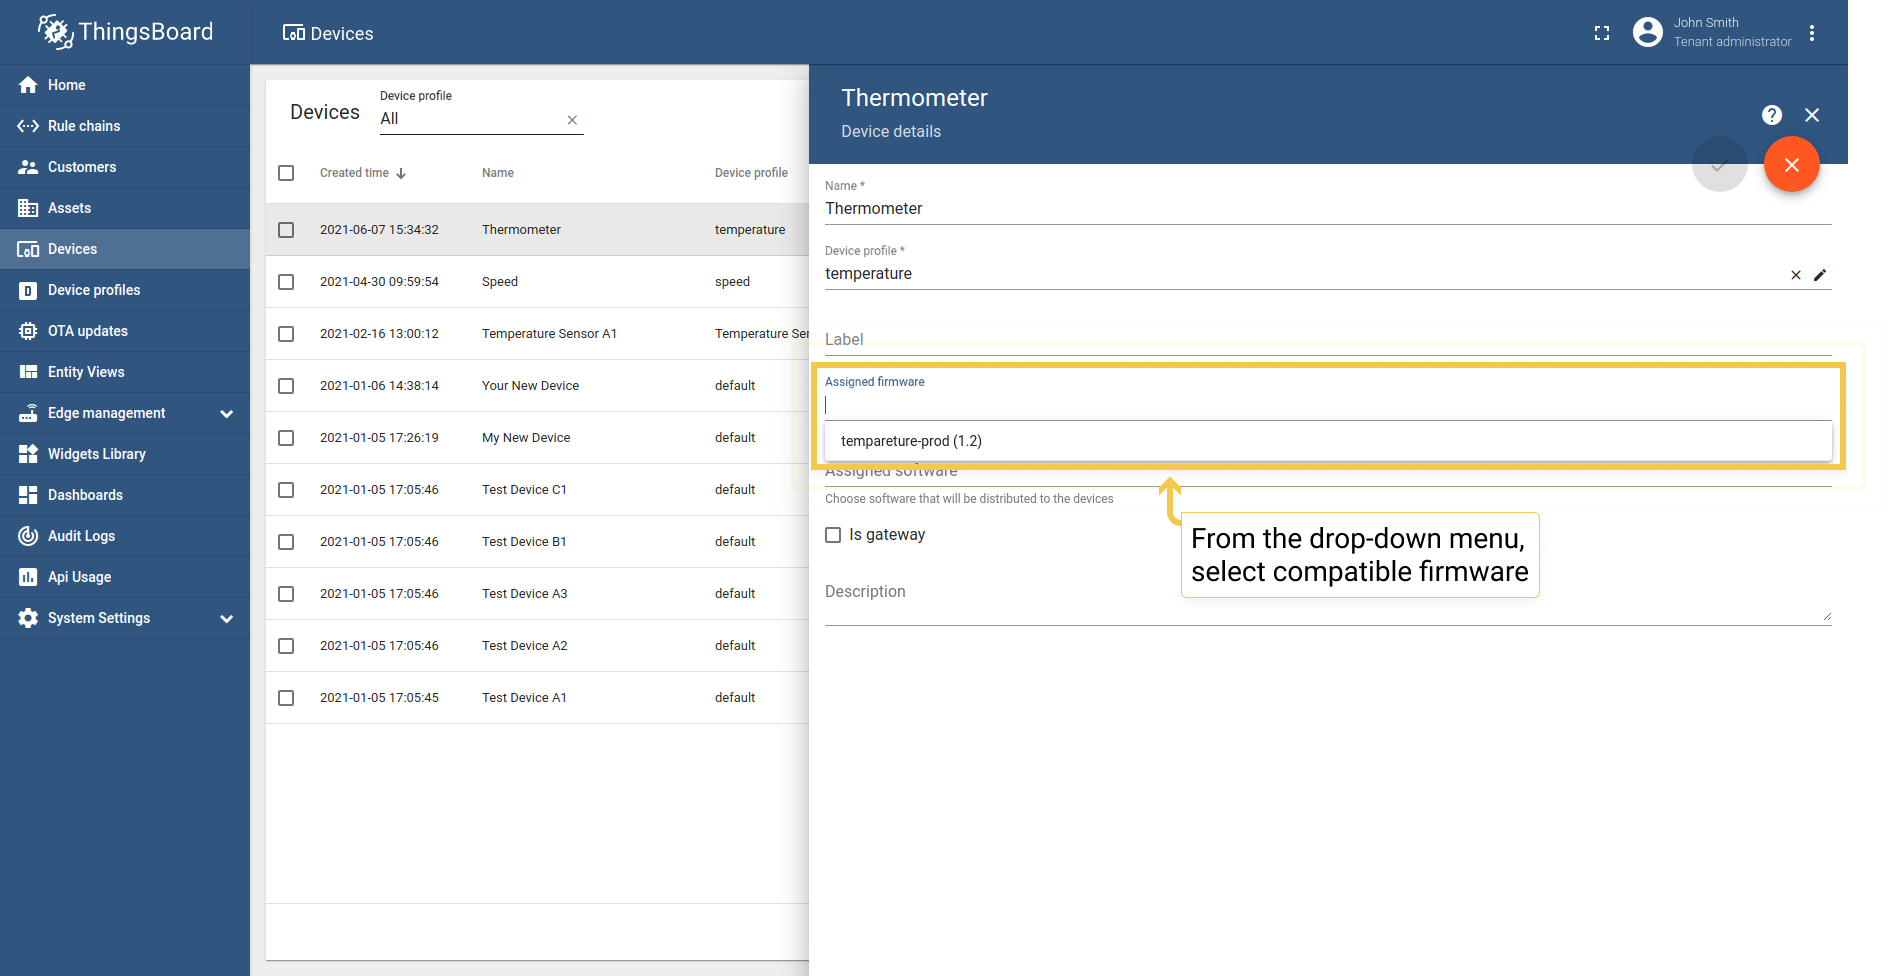 ThingsBoard
Devices
John Smith
Tenant administrator
Home
Rule chains
Customers
Assets
Devices
Device profiles
OTA updates
Entity Views
Edge management
Widgets Library
Dashboards
Audit Logs
Api Usage
System Settings
Devices
Device profile
All
Created time Name Device profile
2021-06-07 15:34:32 Thermometer temperature
2021-04-30 09:59:54 Speed speed
2021-02-16 13:00:12 Temperature Sensor A1 Temperature Ser
2021-01-06 14:38:14 Your New Device default
2021-01-05 17:26:19 My New Device default
2021-01-05 17:05:46 Test Device C1 default
2021-01-05 17:05:46 Test Device B1 default
2021-01-05 17:05:46 Test Device A3 default
2021-01-05 17:05:46 Test Device A2 default
2021-01-05 17:05:45 Test Device A1 default
Thermometer
Device details
Name *
Thermometer
Device profile *
temperature
Label
Assigned firmware
tempareture-prod (1.2)
Assigned software
Choose software that will be distributed to the devices
Is gateway
From the drop-down menu,
select compatible firmware
Description